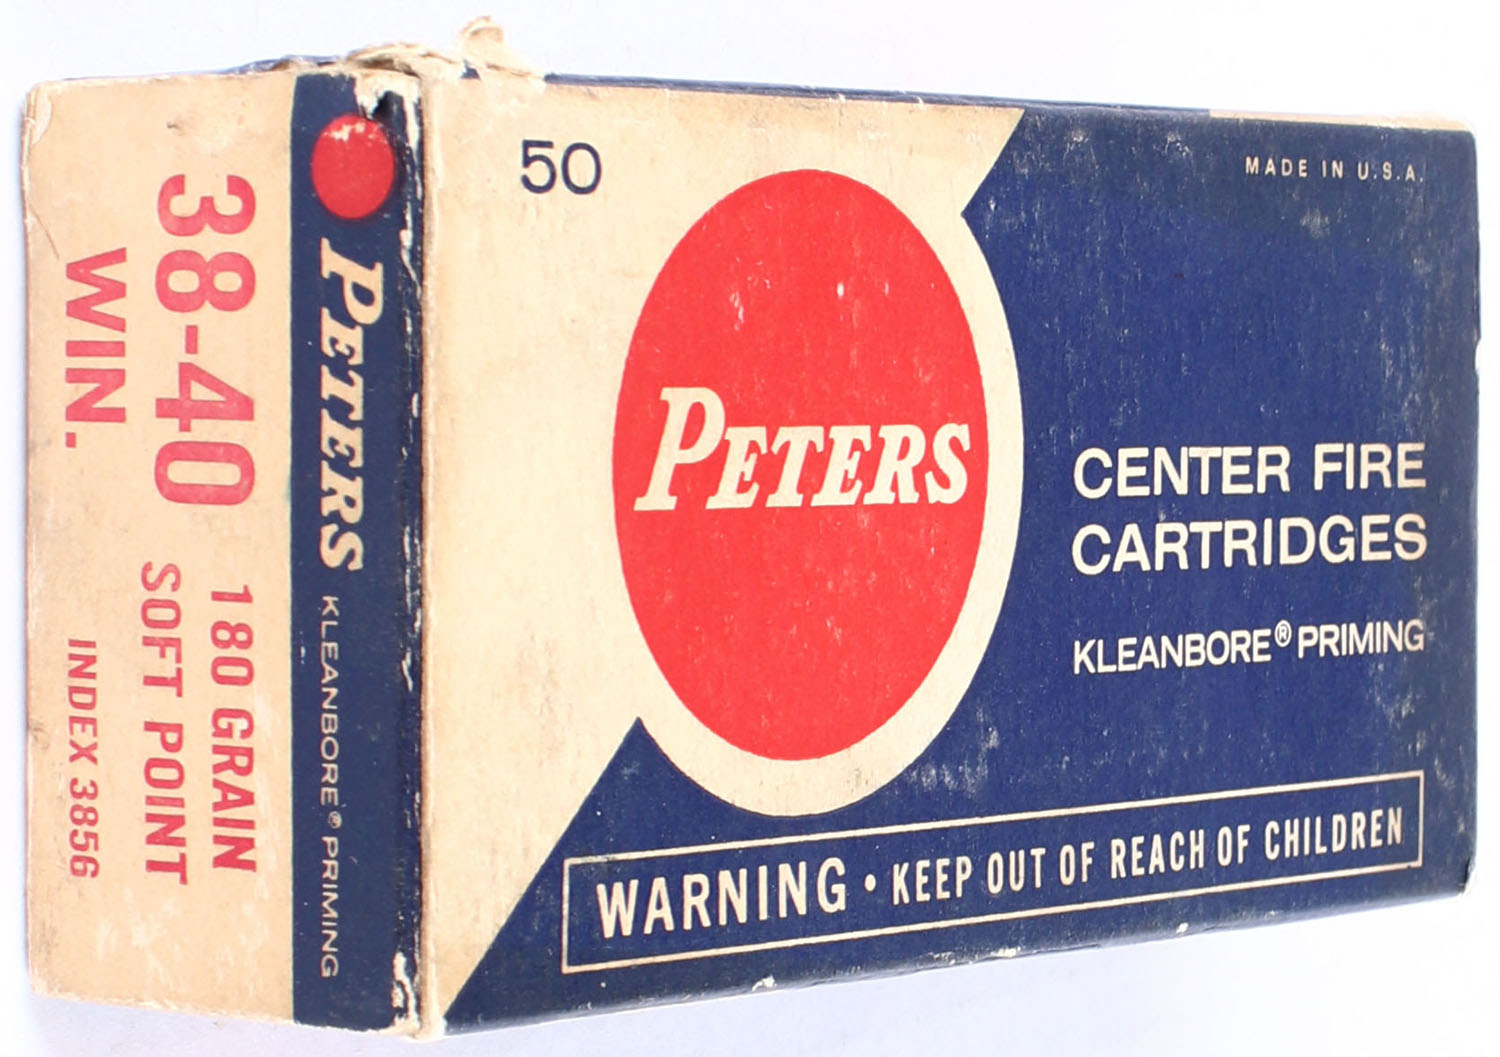 50
MADE IN U.S.A.
PETERS
CENTER FIRE
CARTRIDGES
KLEANBORE® PRIMING
WARNING • KEEP OUT OF REACH OF CHILDREN
PETERS KLEANBORE® PRIMING
38-40
WIN.
180 GRAIN
SOFT POINT
INDEX 3856